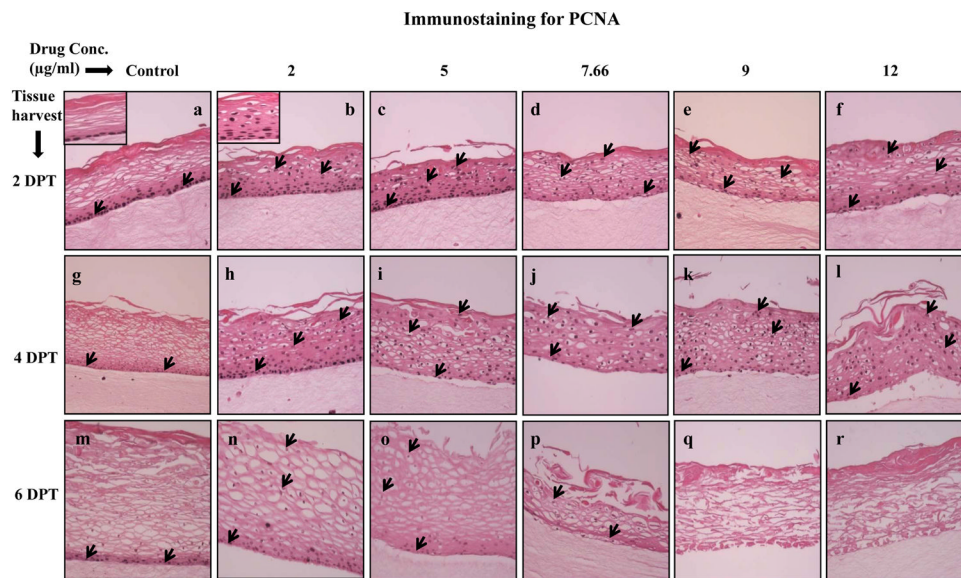 Immunostaining for PCNA
Drug Conc.
(µg/ml) Control 2 5 7.66 9 12
Tissue
harvest
2 DPT
a b c d e f
4 DPT
g h i j k l
6 DPT
m n o p q r